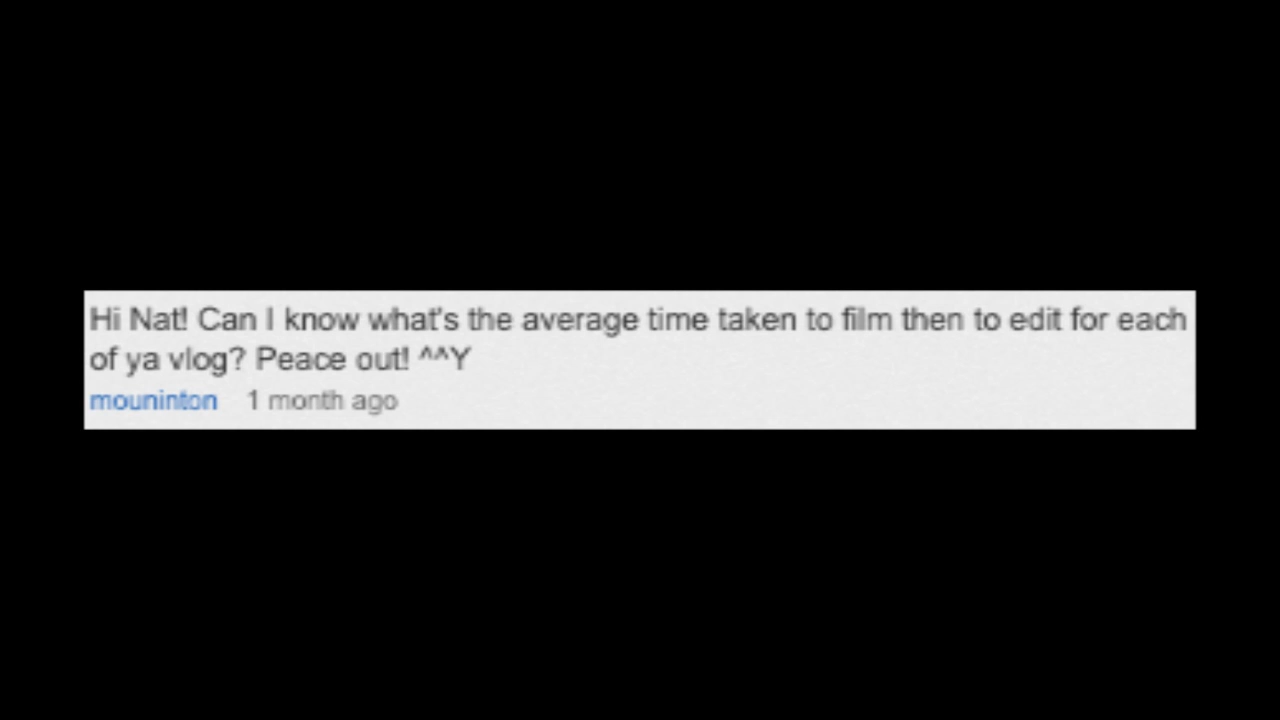 Hi Nat! Can I know what's the average time taken to film then to edit for each
of ya vlog? Peace out! ^^Y
mouninton 1 month ago